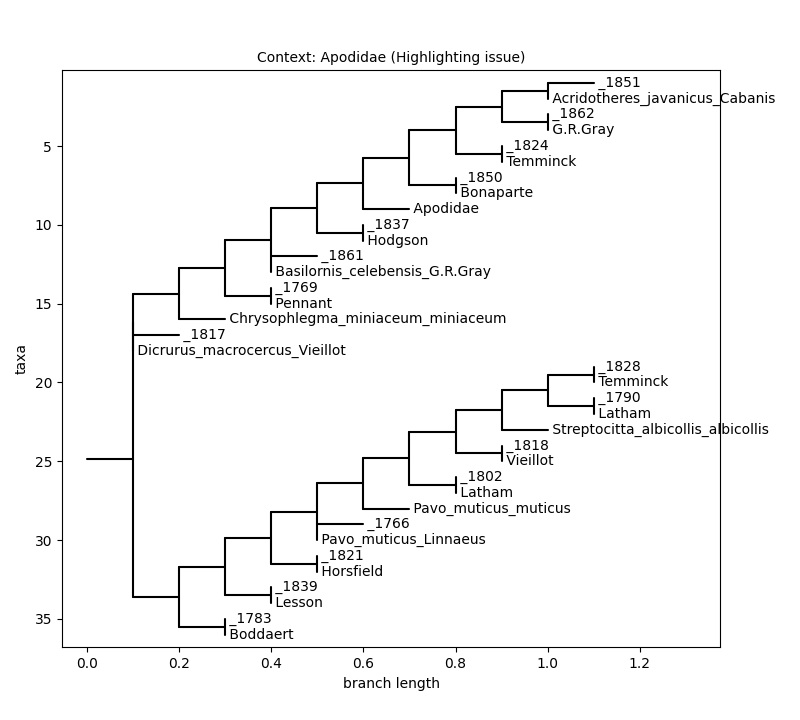 Context: Apodidae (Highlighting issue)
_1851
Acridotheres_javanicus_Cabanis
_1862
G.R.Gray
_1824
Temminck
_1850
Bonaparte
Apodidae
_1837
Hodgson
_1861
Basilornis_celebensis_G.R.Gray
_1769
Pennant
Chrysophlegma_miniaceum_miniaceum
_1817
Dicrurus_macrocercus_Vieillot
_1828
Temminck
_1790
Latham
Streptocitta_albicollis_albicollis
_1818
Vieillot
_1802
Latham
Pavo_muticus_muticus
_1766
Pavo_muticus_Linnaeus
_1821
Horsfield
_1839
Lesson
_1783
Boddaert
5
10
15
20
25
30
35
taxa
0.0 0.2 0.4 0.6 0.8 1.0 1.2
branch length